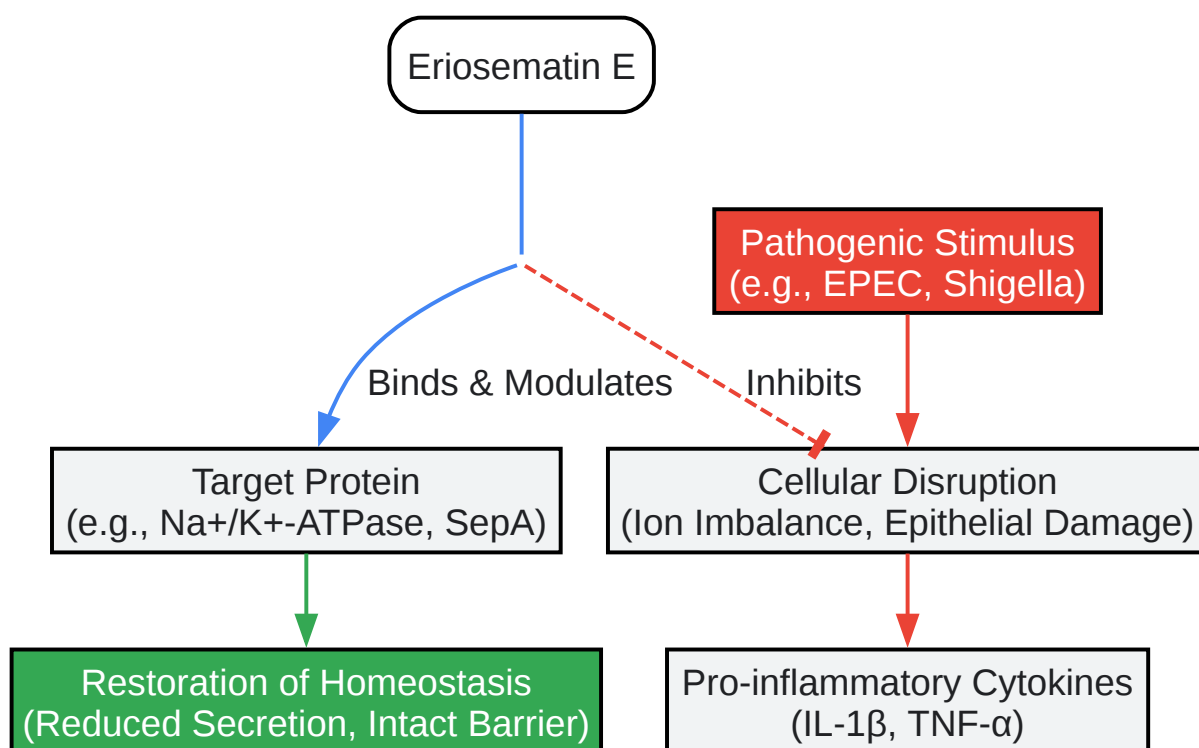 Eriosematin E
Pathogenic Stimulus
(e.g., EPEC, Shigella)
Binds & Modulates
Inhibits
Target Protein
(e.g., Na+/K+-ATPase, SepA)
Cellular Disruption
(Ion Imbalance, Epithelial Damage)
Restoration of Homeostasis
(Reduced Secretion, Intact Barrier)
Pro-inflammatory Cytokines
(IL-1β, TNF-α)